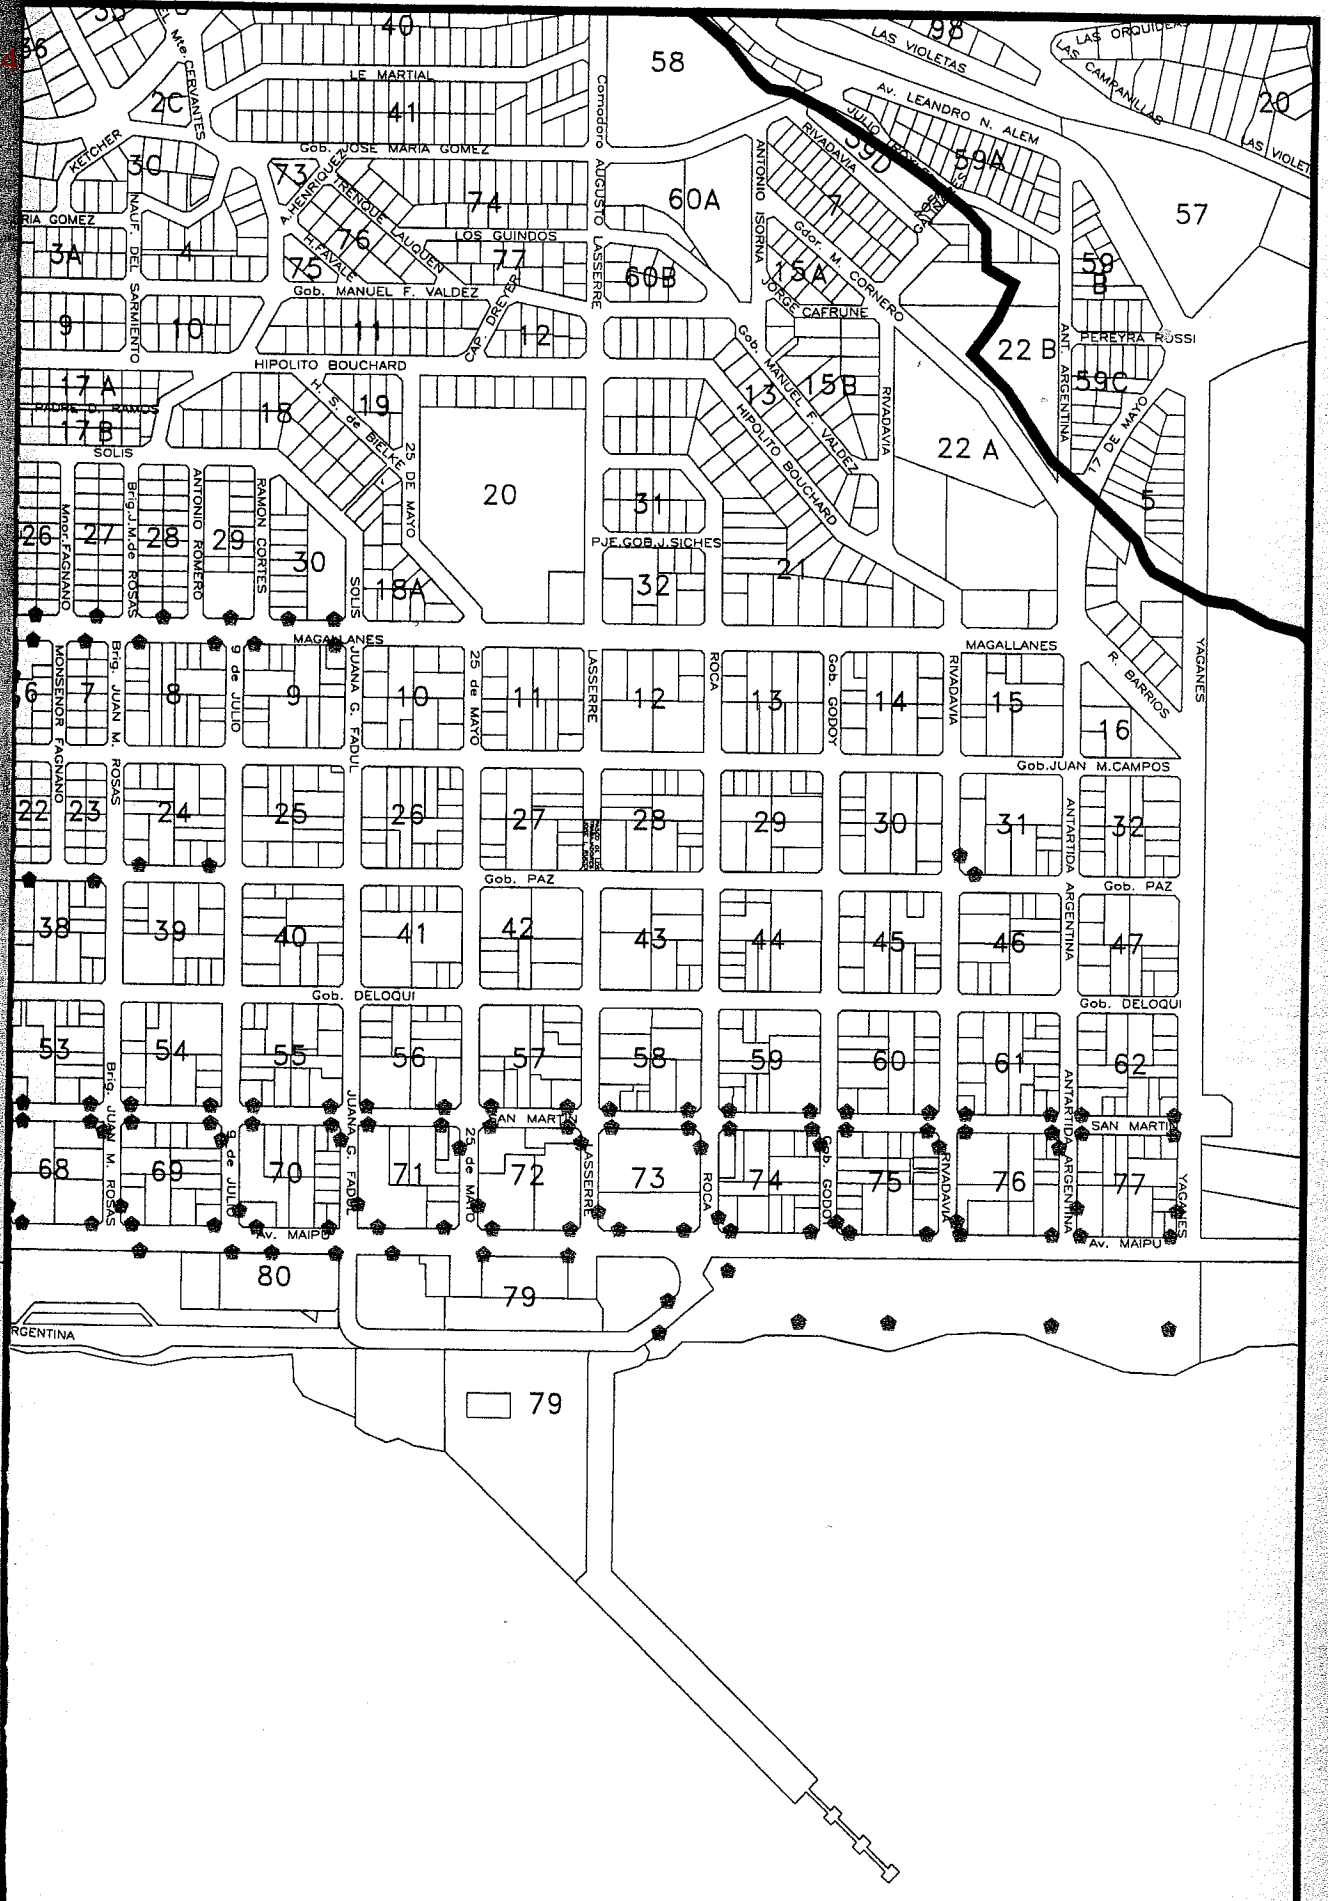 40
98
LAS ORQUIDEAS
LAS VIOLETAS
36
Mte. CERVANTES
58
LE MARTIAL
LAS CAMPANILLAS
2C
41
Comodoro AUGUSTO LASSERRE
Av. LEANDRO N. ALEM
20
KETCHER
Gob. JOSE MARIA GOMEZ
JULIO
RIVADAVIA
59D
59A
LAS VIOLET
3C
73
A.HENRIQUEZ
TRENQUE LAUQUEN
74
60A
ANTONIO ISORNA
7
57
RIA GOMEZ
NAUF. DEL SARMIENTO
3A
4
76
H.FAVALE
75
LOS GUINDOS
77
60B
Gdor. M. CORNERO
15A
59
B
Gob. MANUEL F. VALDEZ
JORGE
CAFRUNE
9
10
11
CAP. DREYER
12
Gob. MANUEL F. VALDEZ
22 B
ANT. ARGENTINA
PEREYRA ROSSI
HIPOLITO BOUCHARD
17 A
PADRE D. RAMOS
17 B
SOLIS
18
H. S. de BIELKE
19
13
15B
RIVADAVIA
59C
17 DE MAYO
HIPOLITO BOUCHARD
25 DE MAYO
22 A
20
31
5
26
Mnor.FAGNANO
27
Brig.J.M.de ROSAS
28
ANTONIO ROMERO
29
RAMON CORTES
30
SOLIS
18A
PJE.GOB.J.SICHES
32
21
MAGALLANES
MAGALLANES
R. BARRIOS
YAGANES
6
MONSEÑOR FAGNANO
7
Brig. JUAN M. ROSAS
8
9 de JULIO
9
JUANA G. FADUL
10
25 de MAYO
11
LASSERRE
12
ROCA
13
Gob. GODOY
14
RIVADAVIA
15
16
Gob.JUAN M.CAMPOS
22
23
24
25
26
27
28
29
30
31
ANTARTIDA ARGENTINA
32
Gob. PAZ
Gob. PAZ
38
39
40
41
42
43
44
45
46
47
Gob. DELOQUI
Gob. DELOQUI
53
Brig. JUAN M. ROSAS
54
55
JUANA G. FADUL
56
57
58
59
60
61
ANTARTIDA ARGENTINA
62
AN MARTIN
SAN MARTI
68
69
9 de JULIO
70
71
25 de MAYO
72
LASSERRE
73
ROCA
74
Gob. GODOY
75
RIVADAVIA
76
77
YAGANES
Av. MAIPU
Av. MAIPU
80
79
RGENTINA
79